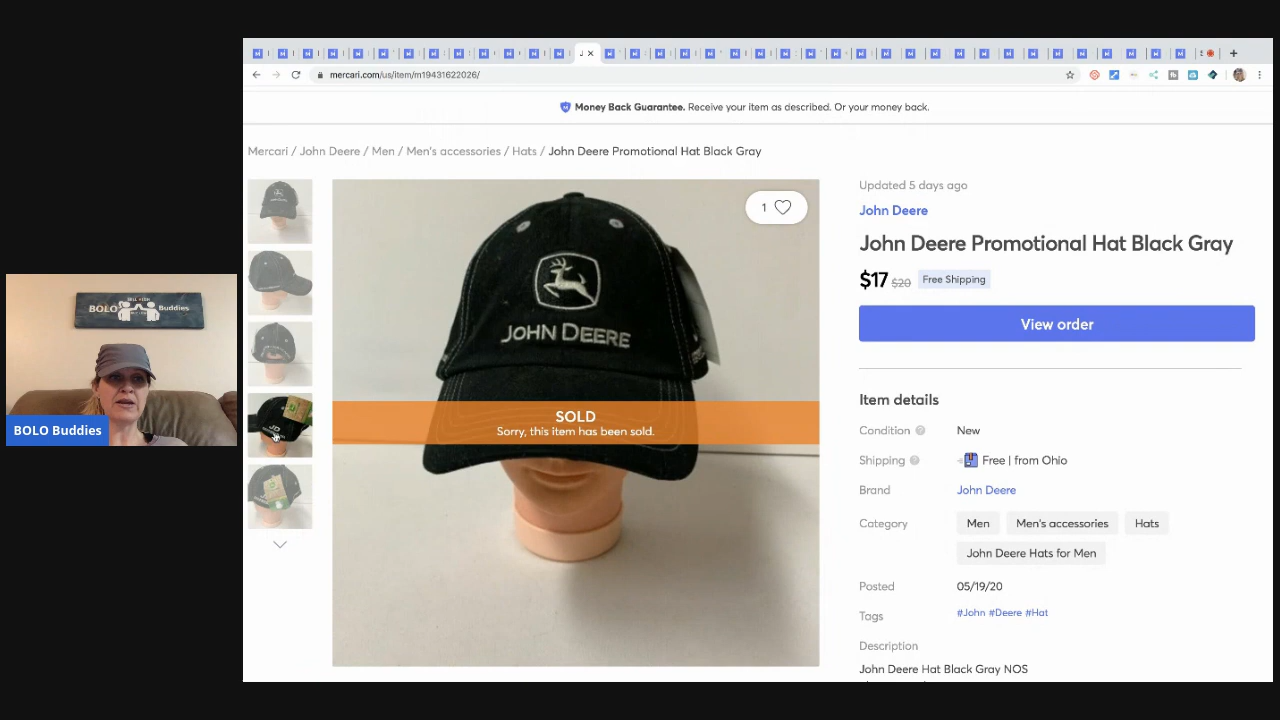 mercari.com/us/item/m19431622026/
Money Back Guarantee. Receive your item as described. Or your money back.
Mercari / John Deere / Men / Men's accessories / Hats / John Deere Promotional Hat Black Gray
1
JOHN DEERE
SOLD
Sorry, this item has been sold.
Updated 5 days ago
John Deere
John Deere Promotional Hat Black Gray
$17 $20 Free Shipping
View order
Item details
Condition New
Shipping Free | from Ohio
Brand John Deere
Category Men Men's accessories Hats
John Deere Hats for Men
Posted 05/19/20
Tags #John #Deere #Hat
Description
John Deere Hat Black Gray NOS
BOLO Buddies
BOLO Buddies